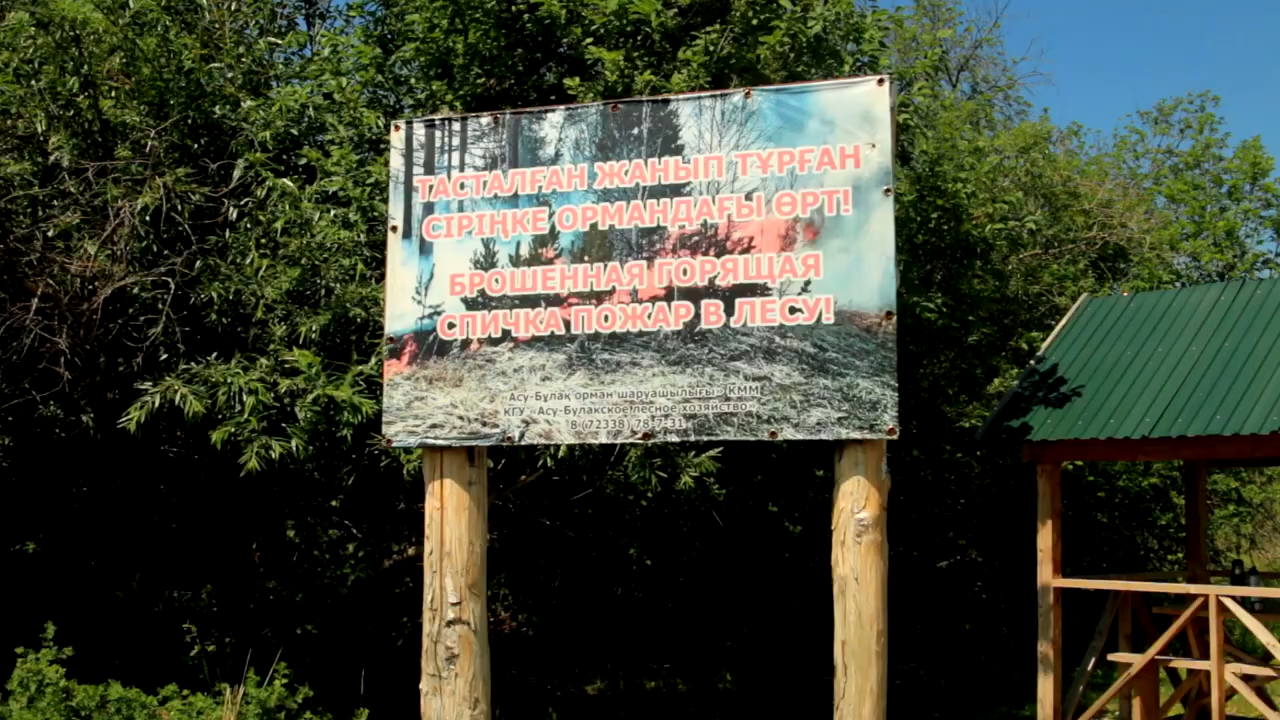 ТАСТАЛҒАН ЖАНЫП ТҰРҒАН
СІРІҢКЕ ОРМАНДАҒЫ ӨРТ!
БРОШЕННАЯ ГОРЯЩАЯ
СПИЧКА ПОЖАР В ЛЕСУ!
«Асу-Бұлақ орман шаруашылығы» КММ
КГУ «Асу-Булакское лесное хозяйство»
8 (72338) 78-7-31